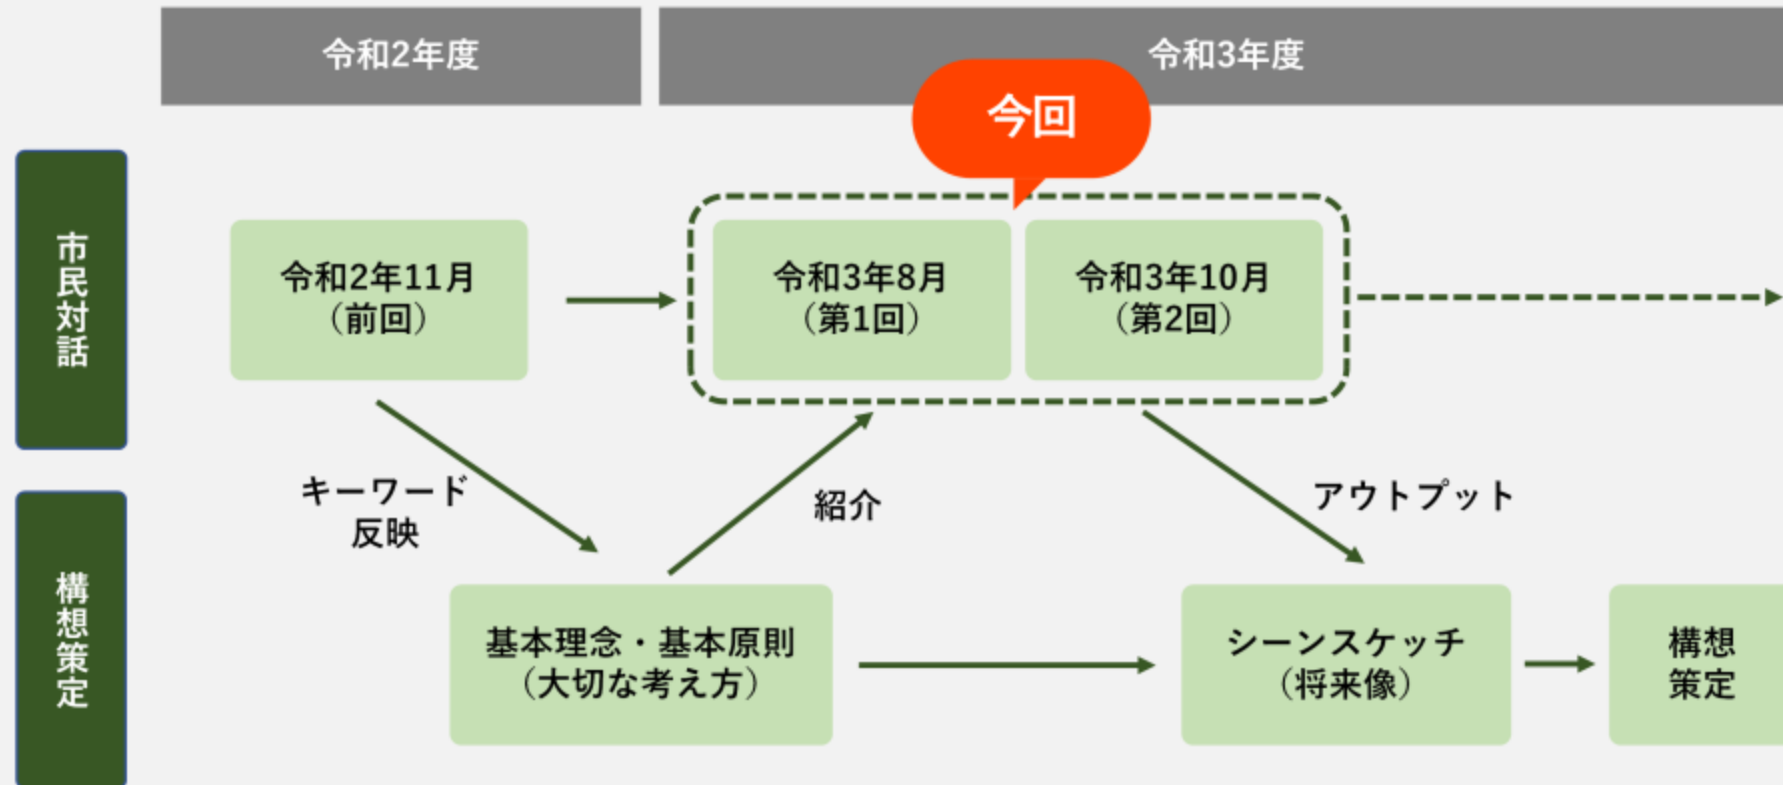 令和2年度
令和3年度
今回
市民対話
令和2年11月
（前回）
令和3年8月
（第1回）
令和3年10月
（第2回）
キーワード
反映
紹介
アウトプット
構想策定
基本理念・基本原則
（大切な考え方）
シーンスケッチ
（将来像）
構想
策定